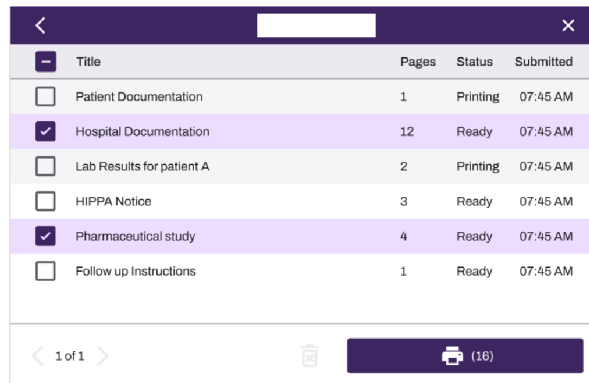 Title Pages Status Submitted
Patient Documentation 1 Printing 07:45 AM
Hospital Documentation 12 Ready 07:45 AM
Lab Results for patient A 2 Printing 07:45 AM
HIPPA Notice 3 Ready 07:45 AM
Pharmaceutical study 4 Ready 07:45 AM
Follow up Instructions 1 Ready 07:45 AM
1 of 1 (16)